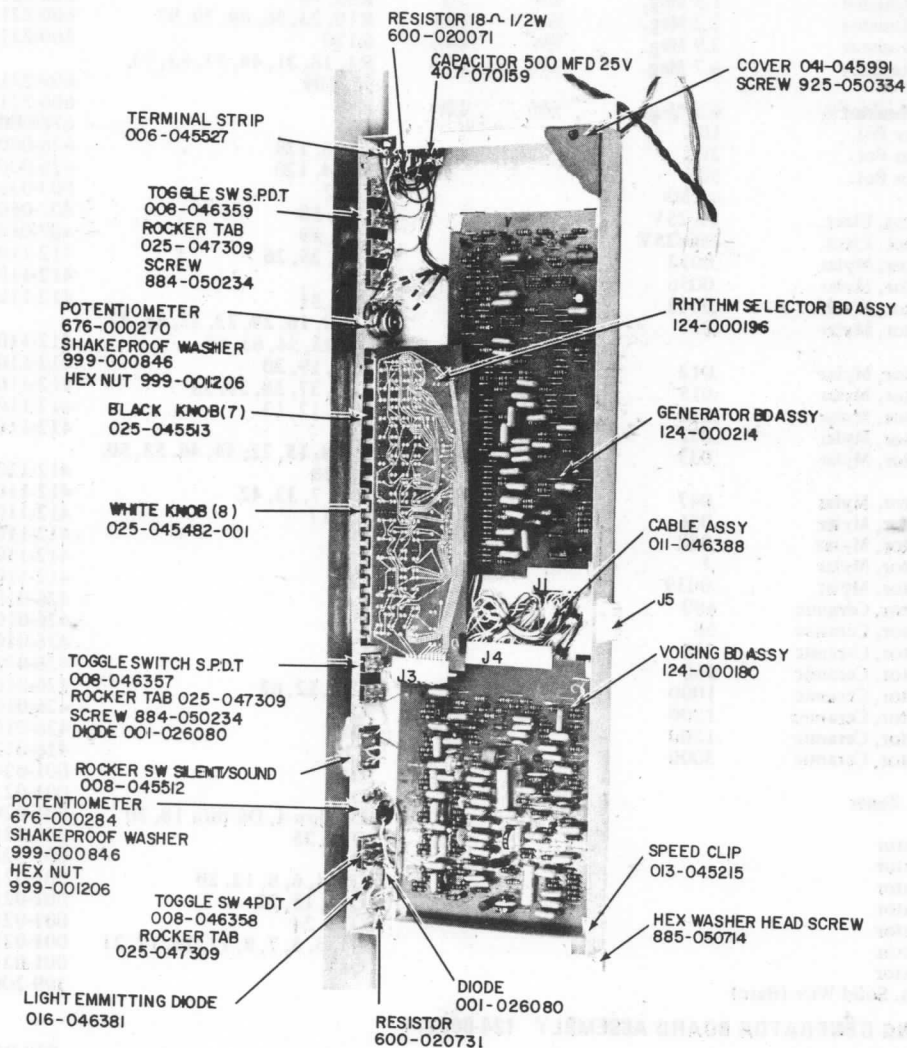 RESISTOR 18-Ω 1/2W
600-020071
CAPACITOR 500 MFD 25V
407-070159
COVER 041-045991
SCREW 925-050334
TERMINAL STRIP
006-045527
TOGGLE SW S.P.D.T
008-046359
ROCKER TAB
025-047309
SCREW
884-050234
POTENTIOMETER
676-000270
SHAKEPROOF WASHER
999-000846
HEX NUT 999-001206
RHYTHM SELECTOR BD ASSY
124-000196
BLACK KNOB(7)
025-045513
GENERATOR BD ASSY
124-000214
WHITE KNOB (8)
025-045482-001
CABLE ASSY
011-046388
J1
J5
J4
J3
TOGGLE SWITCH S.P.D.T
008-046357
ROCKER TAB 025-047309
SCREW 884-050234
DIODE 001-026080
VOICING BD ASSY
124-000180
ROCKER SW SILENT/SOUND
008-045512
POTENTIOMETER
676-000284
SHAKEPROOF WASHER
999-000846
HEX NUT
999-001206
SPEED CLIP
013-045215
TOGGLE SW 4PDT
008-046358
ROCKER TAB
025-047309
HEX WASHER HEAD SCREW
885-050714
LIGHT EMMITTING DIODE
016-046381
DIODE
001-026080
RESISTOR
600-020731